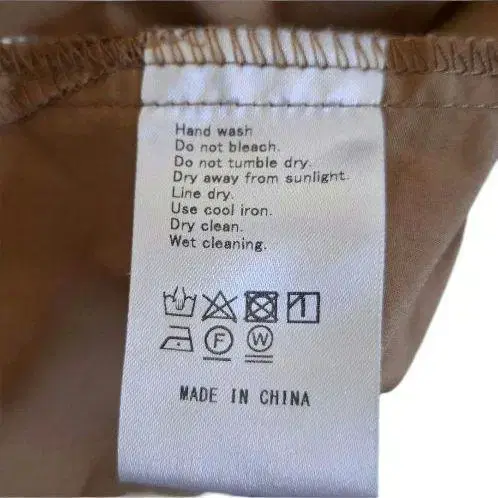 Hand wash
Do not bleach.
Do not tumble dry.
Dry away from sunlight.
Line dry.
Use cool iron.
Dry clean.
Wet cleaning.
F W
MADE IN CHINA